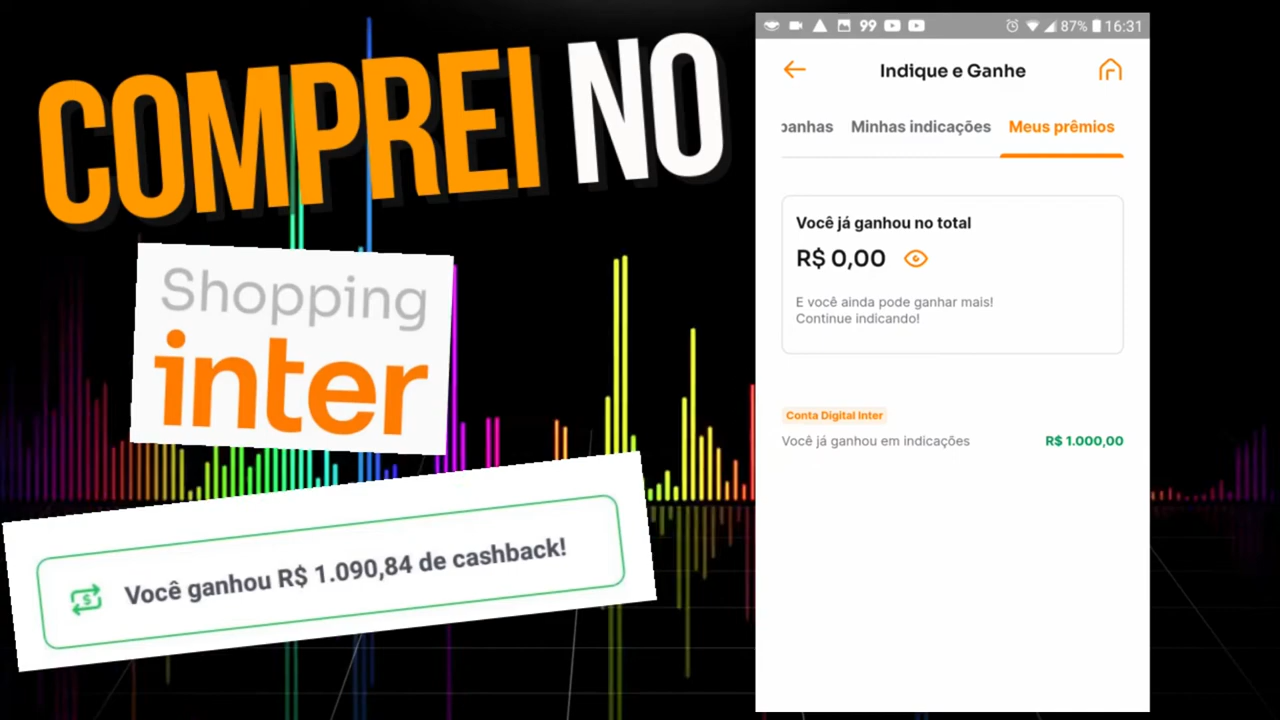 COMPREI NO
Shopping
inter
Você ganhou R$ 1.090,84 de cashback!
99 87% 16:31
Indique e Ganhe
panhas Minhas indicações Meus prêmios
Você já ganhou no total
R$ 0,00
E você ainda pode ganhar mais!
Continue indicando!
Conta Digital Inter
Você já ganhou em indicações R$ 1.000,00